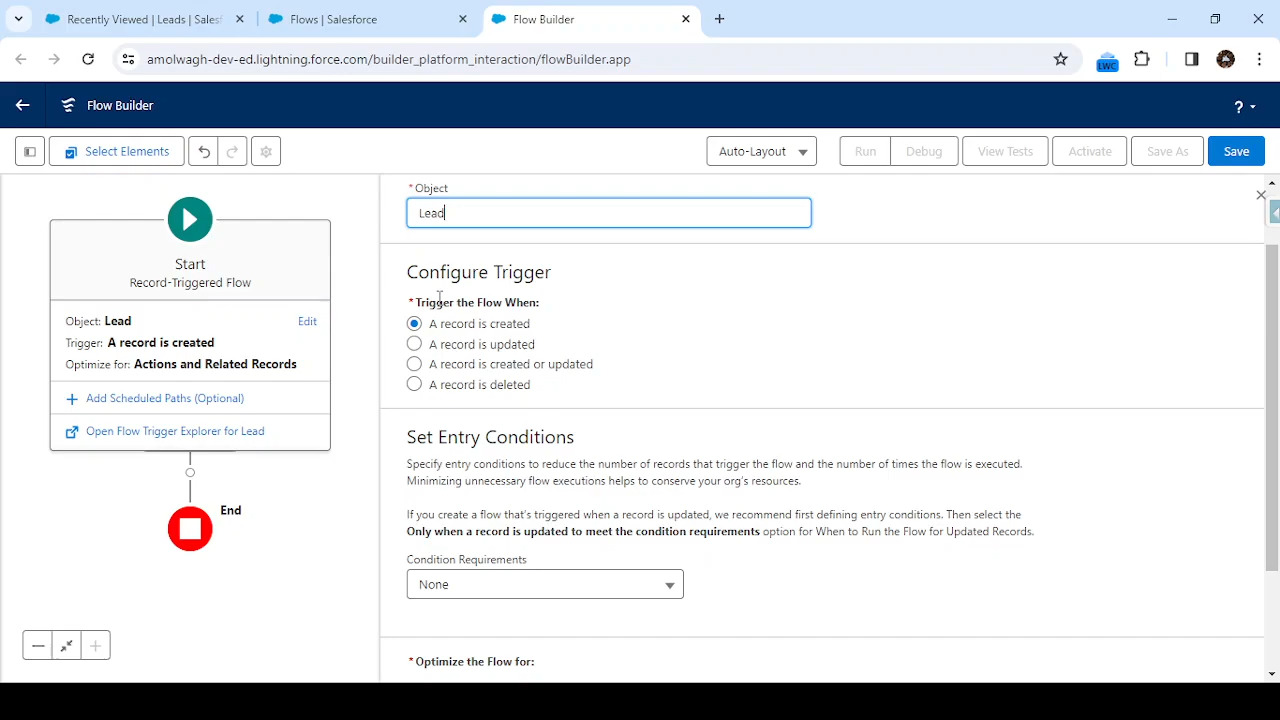 Recently Viewed | Leads | Sales
Flows | Salesforce
Flow Builder
amolwagh-dev-ed.lightning.force.com/builder_platform_interaction/flowBuilder.app
LWC
Flow Builder
?
Select Elements
Auto-Layout
Run
Debug
View Tests
Activate
Save As
Save
Start
Record-Triggered Flow
Object: Lead
Edit
Trigger: A record is created
Optimize for: Actions and Related Records
Add Scheduled Paths (Optional)
Open Flow Trigger Explorer for Lead
End
*Object
Lead
Configure Trigger
*Trigger the Flow When:
A record is created
A record is updated
A record is created or updated
A record is deleted
Set Entry Conditions
Specify entry conditions to reduce the number of records that trigger the flow and the number of times the flow is executed.
Minimizing unnecessary flow executions helps to conserve your org's resources.
If you create a flow that's triggered when a record is updated, we recommend first defining entry conditions. Then select the
Only when a record is updated to meet the condition requirements option for When to Run the Flow for Updated Records.
Condition Requirements
None
*Optimize the Flow for: